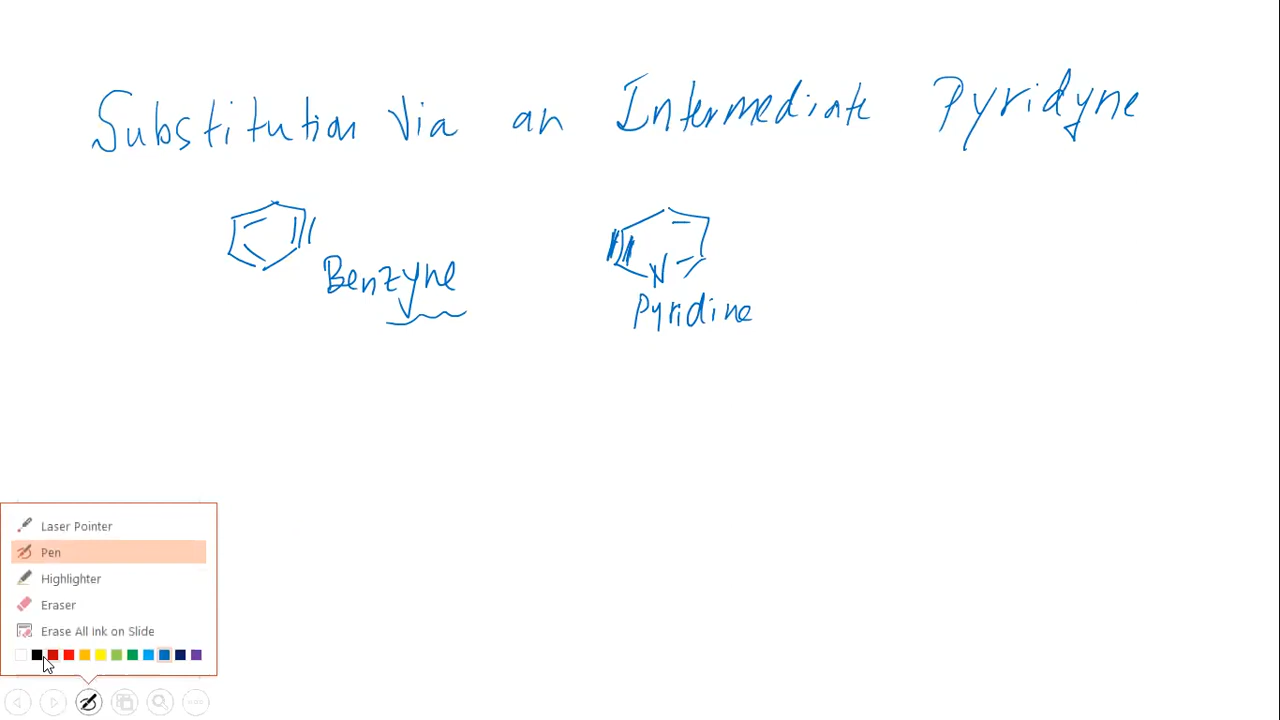 Substitution Via an Intermediate Pyridyne
Benzyne
N
Pyridine
Laser Pointer
Pen
Highlighter
Eraser
Erase All Ink on Slide